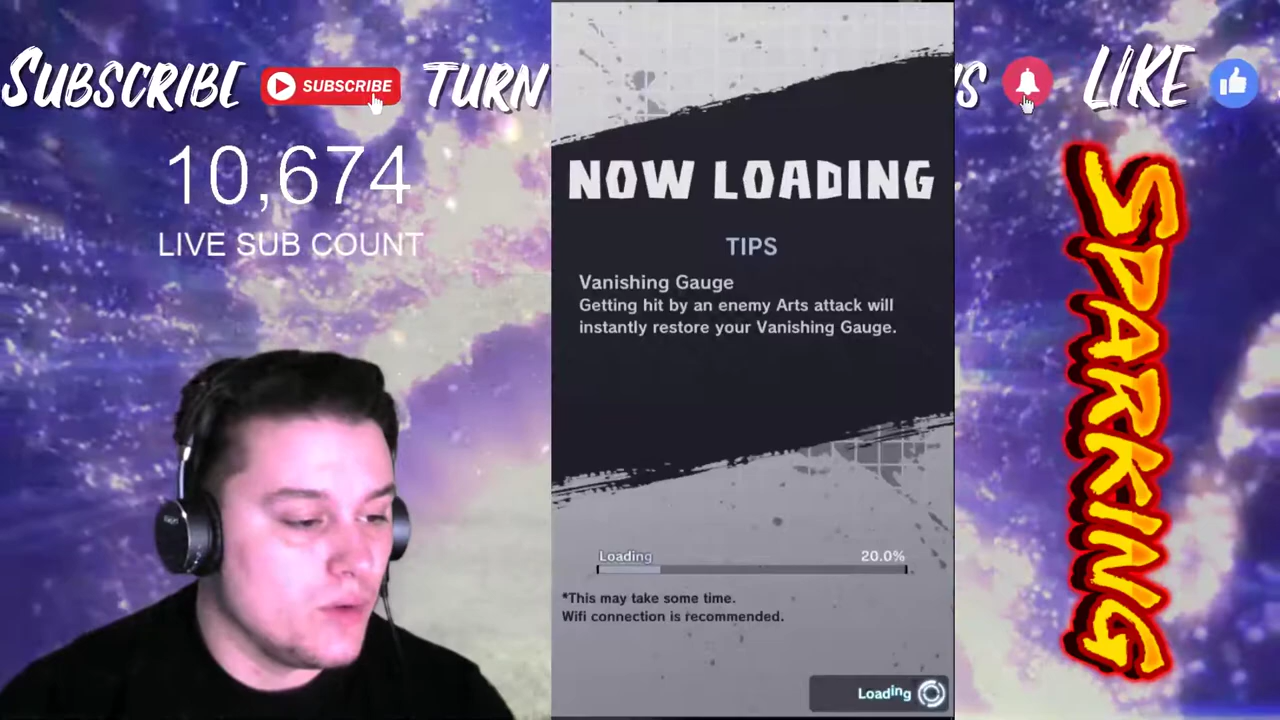 SUBSCRIBE
SUBSCRIBE
TURN
NS
LIKE
10,674
LIVE SUB COUNT
NOW LOADING
TIPS
Vanishing Gauge
Getting hit by an enemy Arts attack will
instantly restore your Vanishing Gauge.
Loading
20.0%
*This may take some time.
Wifi connection is recommended.
Loading
SPARKING